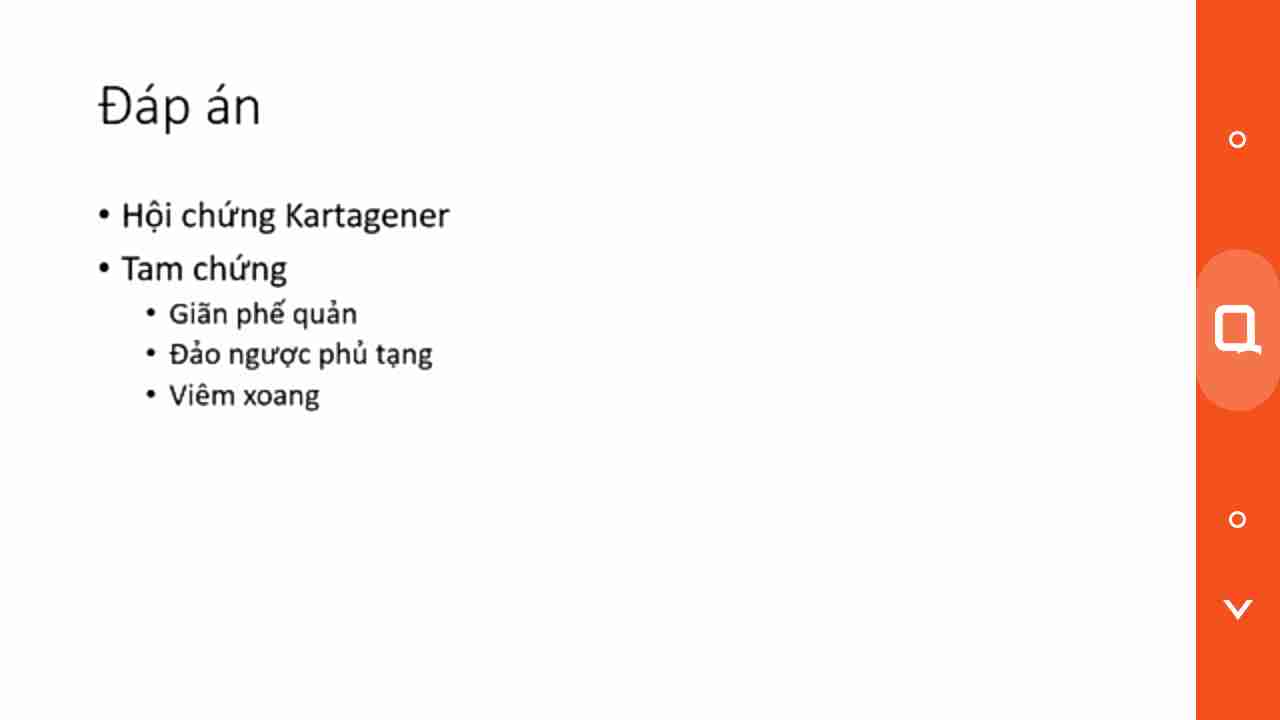 Đáp án
• Hội chứng Kartagener
• Tam chứng
• Giãn phế quản
• Đảo ngược phủ tạng
• Viêm xoang